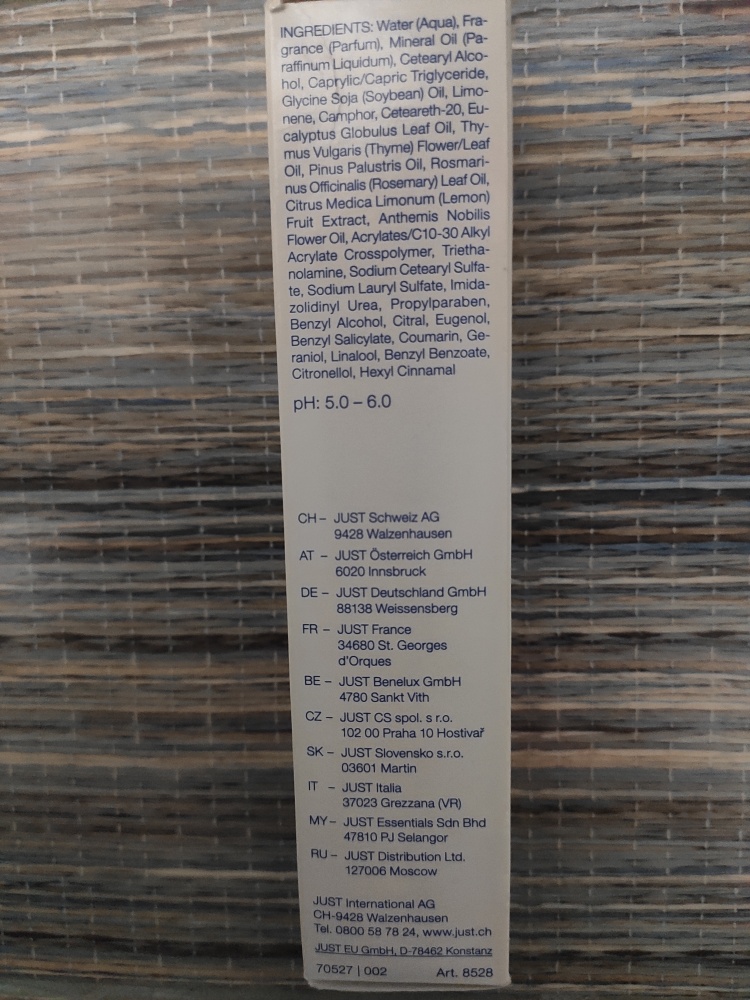 INGREDIENTS: Water (Aqua), Fra-
grance (Parfum), Mineral Oil (Pa-
raffinum Liquidum), Cetearyl Alco-
hol, Caprylic/Capric Triglyceride,
Glycine Soja (Soybean) Oil, Limo-
nene, Camphor, Ceteareth-20, Eu-
calyptus Globulus Leaf Oil, Thy-
mus Vulgaris (Thyme) Flower/Leaf
Oil, Pinus Palustris Oil, Rosmari-
nus Officinalis (Rosemary) Leaf Oil,
Citrus Medica Limonum (Lemon)
Fruit Extract, Anthemis Nobilis
Flower Oil, Acrylates/C10-30 Alkyl
Acrylate Crosspolymer, Trietha-
nolamine, Sodium Cetearyl Sulfa-
te, Sodium Lauryl Sulfate, Imida-
zolidinyl Urea, Propylparaben,
Benzyl Alcohol, Citral, Eugenol,
Benzyl Salicylate, Coumarin, Ge-
raniol, Linalool, Benzyl Benzoate,
Citronellol, Hexyl Cinnamal
pH: 5.0 – 6.0
CH – JUST Schweiz AG
9428 Walzenhausen
AT – JUST Österreich GmbH
6020 Innsbruck
DE – JUST Deutschland GmbH
88138 Weissensberg
FR – JUST France
34680 St. Georges
d'Orques
BE – JUST Benelux GmbH
4780 Sankt Vith
CZ – JUST CS spol. s r.o.
102 00 Praha 10 Hostivař
SK – JUST Slovensko s.r.o.
03601 Martin
IT – JUST Italia
37023 Grezzana (VR)
MY – JUST Essentials Sdn Bhd
47810 PJ Selangor
RU – JUST Distribution Ltd.
127006 Moscow
JUST International AG
CH-9428 Walzenhausen
Tel. 0800 58 78 24, www.just.ch
JUST EU GmbH, D-78462 Konstanz
70527 | 002 Art. 8528